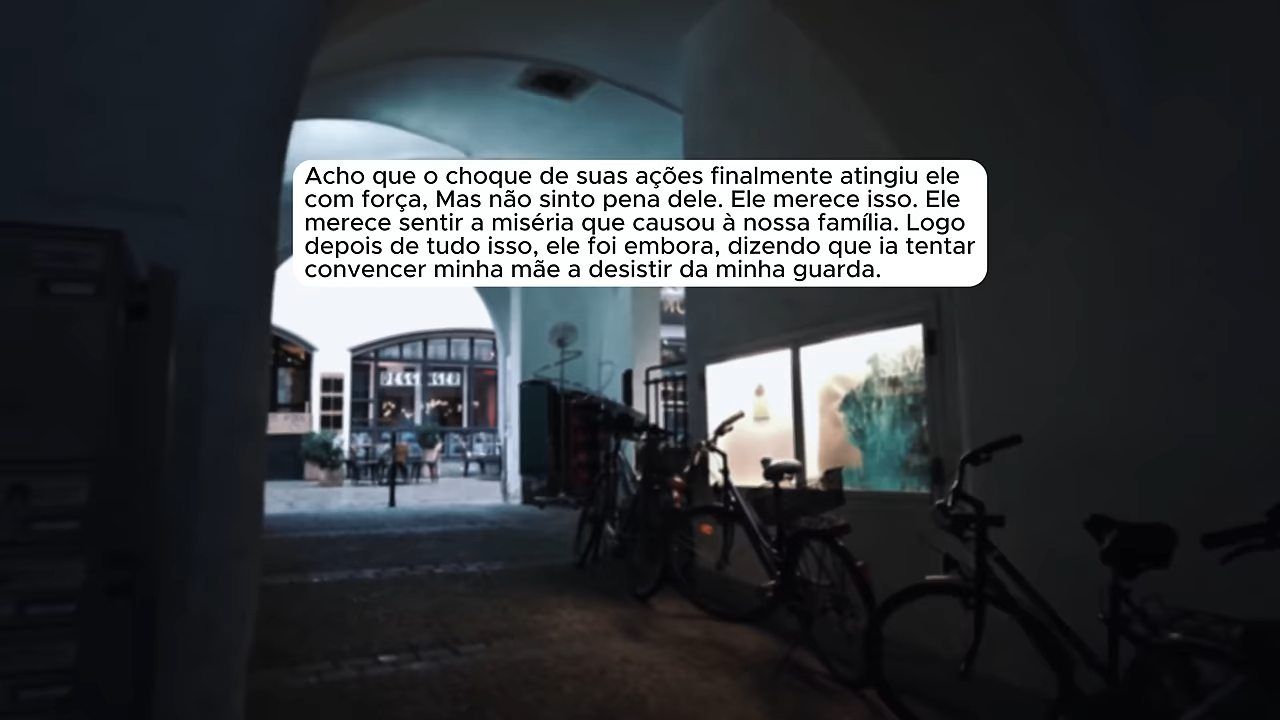 Acho que o choque de suas ações finalmente atingiu ele
com força, Mas não sinto pena dele. Ele merece isso. Ele
merece sentir a miséria que causou à nossa família. Logo
depois de tudo isso, ele foi embora, dizendo que ia tentar
convencer minha mãe a desistir da minha guarda.